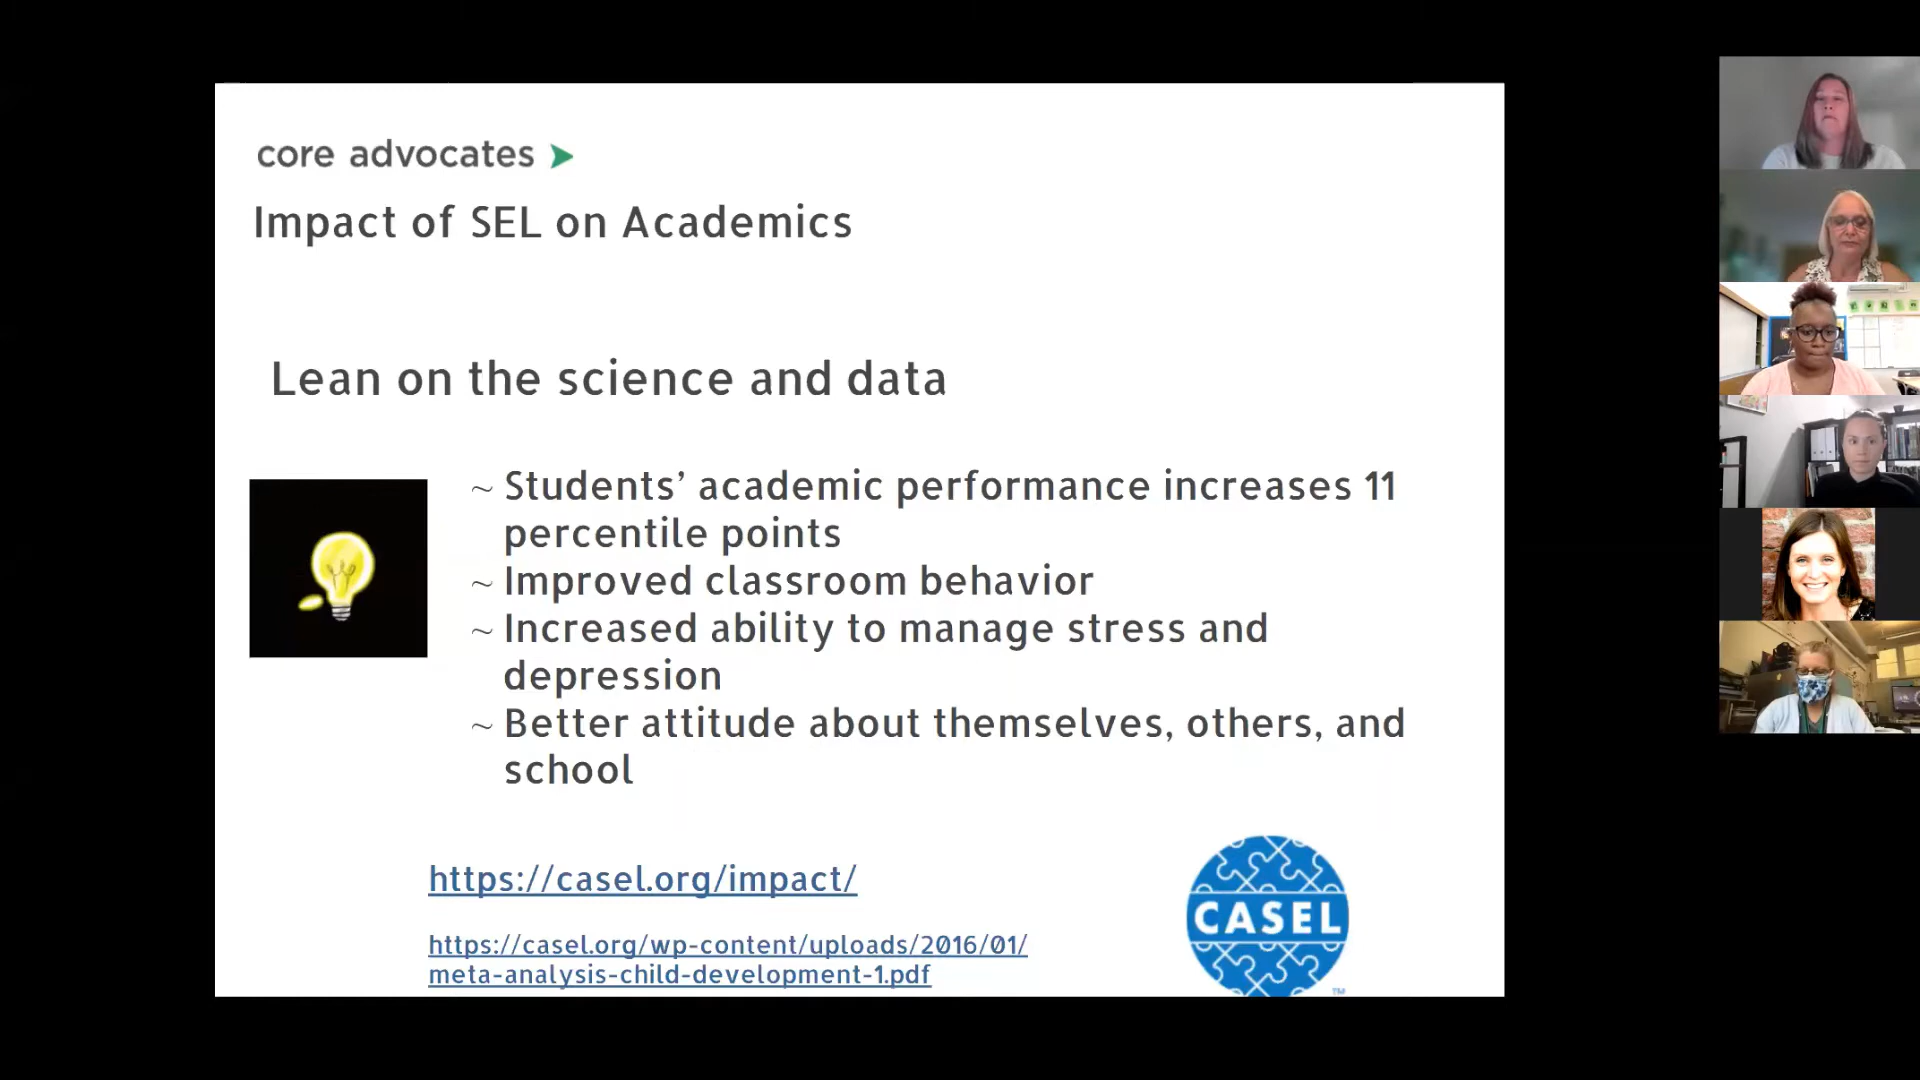 core advocates
Impact of SEL on Academics
Lean on the science and data
~ Students’ academic performance increases 11
percentile points
~ Improved classroom behavior
~ Increased ability to manage stress and
depression
~ Better attitude about themselves, others, and
school
https://casel.org/impact/
https://casel.org/wp-content/uploads/2016/01/
meta-analysis-child-development-1.pdf
CASEL
TM